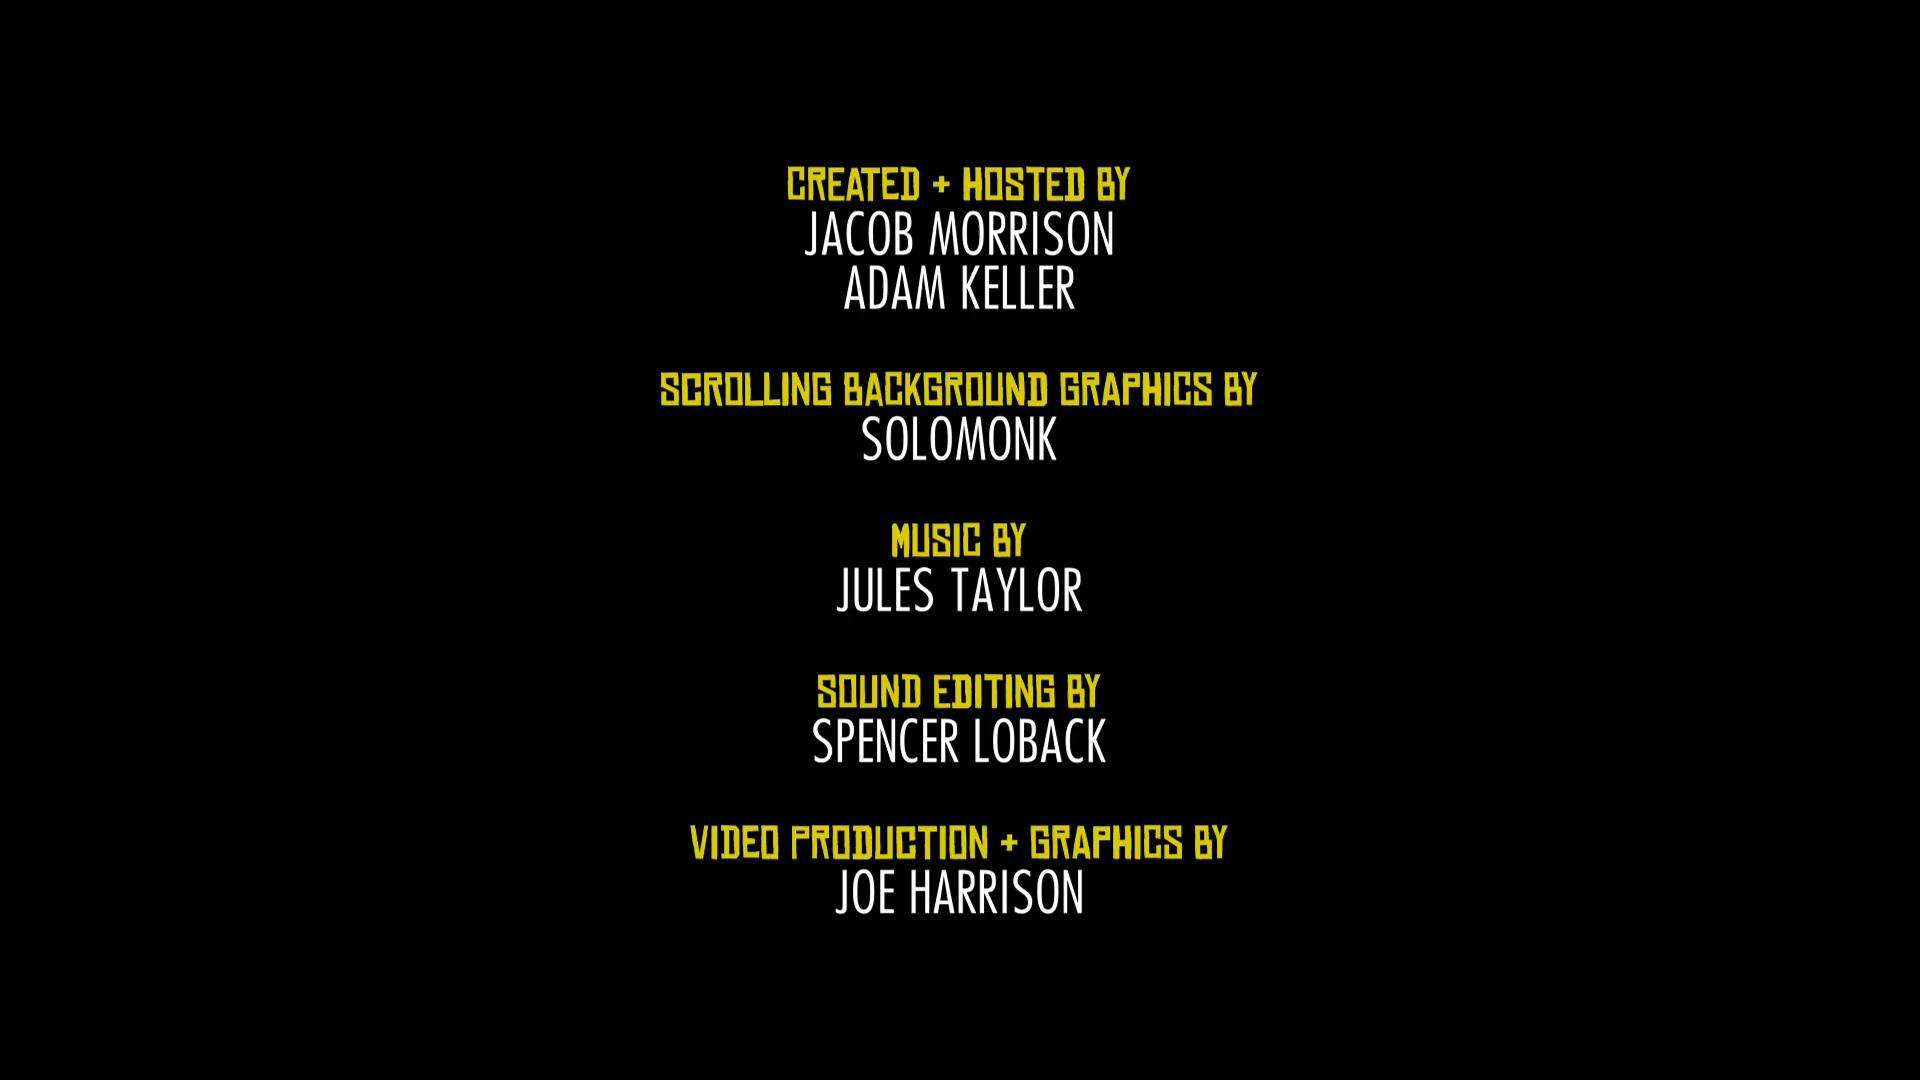 CREATED + HOSTED BY
JACOB MORRISON
ADAM KELLER
SCROLLING BACKGROUND GRAPHICS BY
SOLOMONK
MUSIC BY
JULES TAYLOR
SOUND EDITING BY
SPENCER LOBACK
VIDEO PRODUCTION + GRAPHICS BY
JOE HARRISON